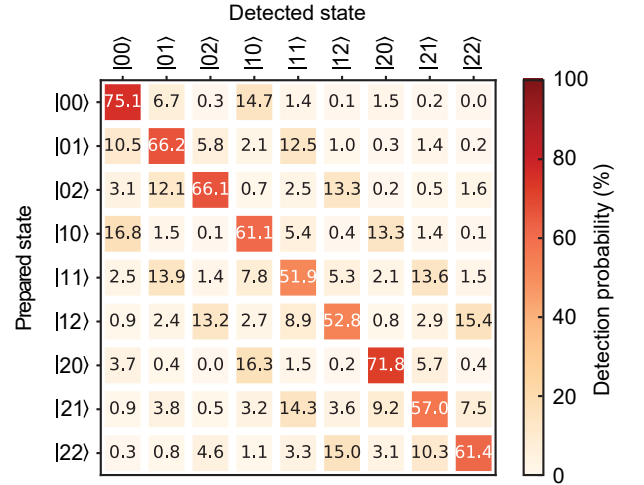 Detected state
|00⟩ |01⟩ |02⟩ |10⟩ |11⟩ |12⟩ |20⟩ |21⟩ |22⟩
Prepared state
|00⟩ 75.1 6.7 0.3 14.7 1.4 0.1 1.5 0.2 0.0
|01⟩ 10.5 66.2 5.8 2.1 12.5 1.0 0.3 1.4 0.2
|02⟩ 3.1 12.1 66.1 0.7 2.5 13.3 0.2 0.5 1.6
|10⟩ 16.8 1.5 0.1 61.1 5.4 0.4 13.3 1.4 0.1
|11⟩ 2.5 13.9 1.4 7.8 51.9 5.3 2.1 13.6 1.5
|12⟩ 0.9 2.4 13.2 2.7 8.9 52.8 0.8 2.9 15.4
|20⟩ 3.7 0.4 0.0 16.3 1.5 0.2 71.8 5.7 0.4
|21⟩ 0.9 3.8 0.5 3.2 14.3 3.6 9.2 57.0 7.5
|22⟩ 0.3 0.8 4.6 1.1 3.3 15.0 3.1 10.3 61.4
100
80
60
40
20
0
Detection probability (%)